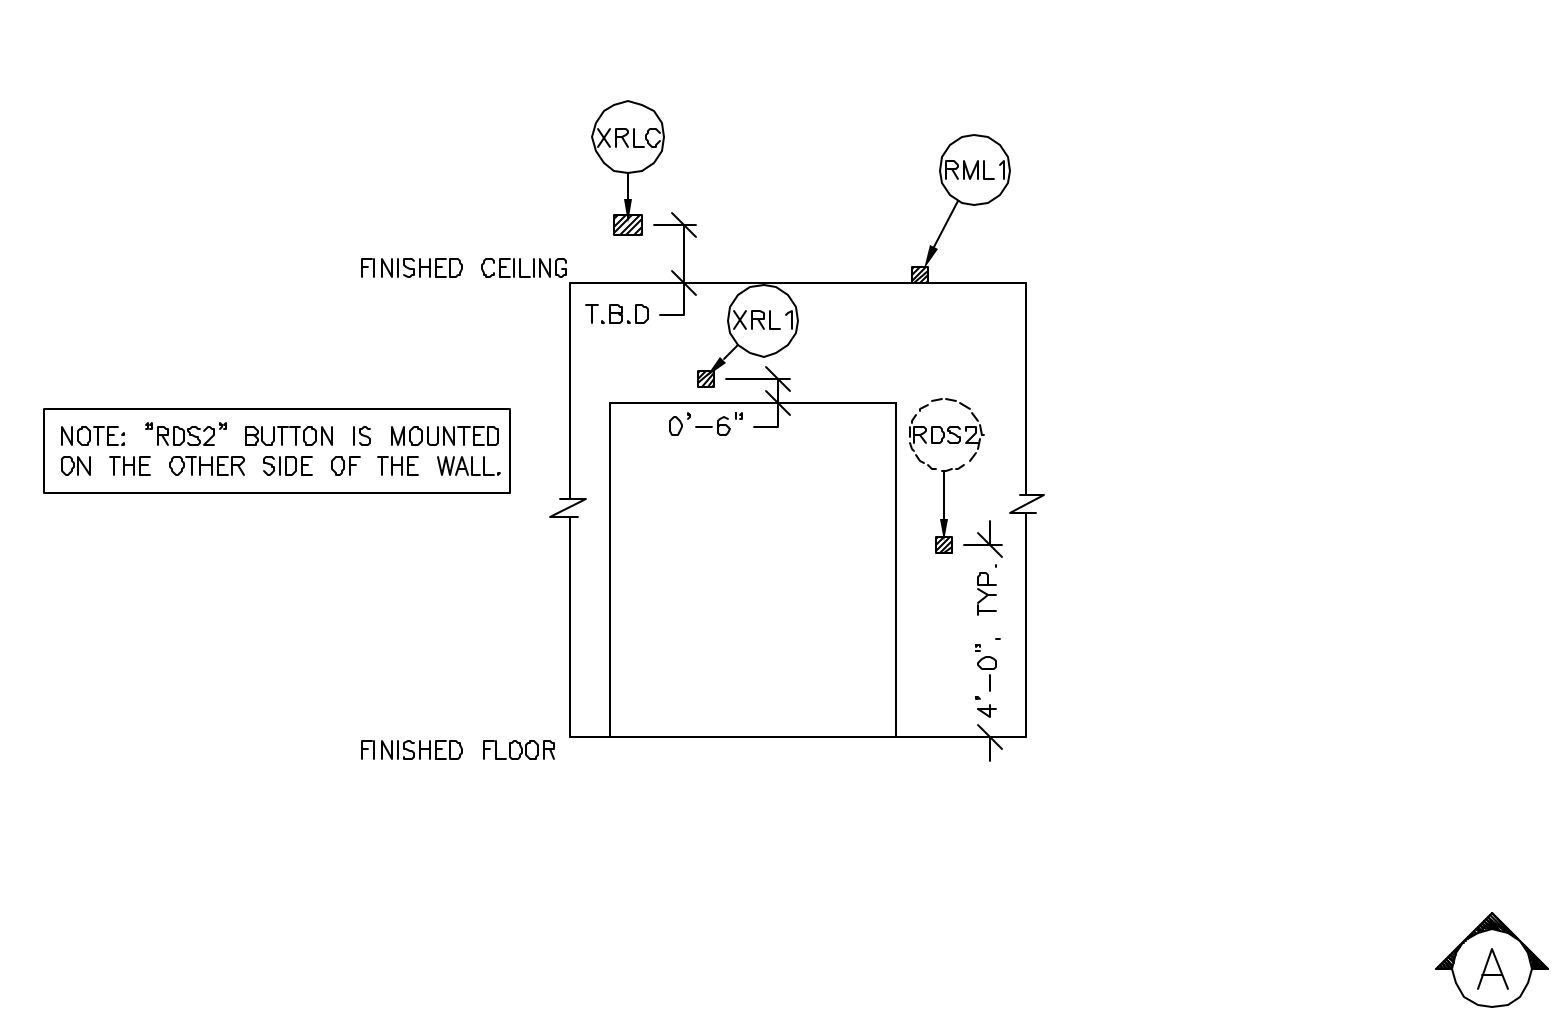 XRLC
RML1
FINISHED CEILING
T.B.D
XRL1
0'-6"
NOTE: "RDS2" BUTTON IS MOUNTED
ON THE OTHER SIDE OF THE WALL.
RDS2
4'-0", TYP.
FINISHED FLOOR
A